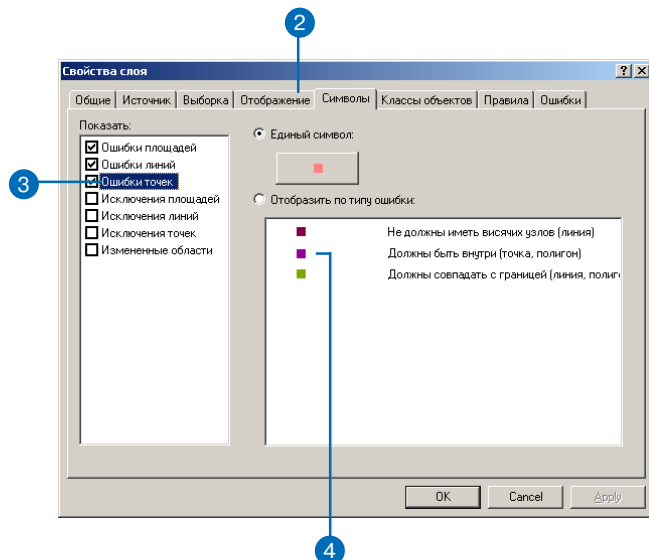 2
Свойства слоя
Общие Источник Выборка Отображение Символы Классы объектов Правила Ошибки
Показать:
Ошибки площадей
Ошибки линий
Ошибки точек
Исключения площадей
Исключения линий
Исключения точек
Измененные области
3
Единый символ:
Отобразить по типу ошибки:
Не должны иметь висячих узлов (линия)
Должны быть внутри (точка, полигон)
Должны совпадать с границей (линия, полиг
OK Cancel Apply
4